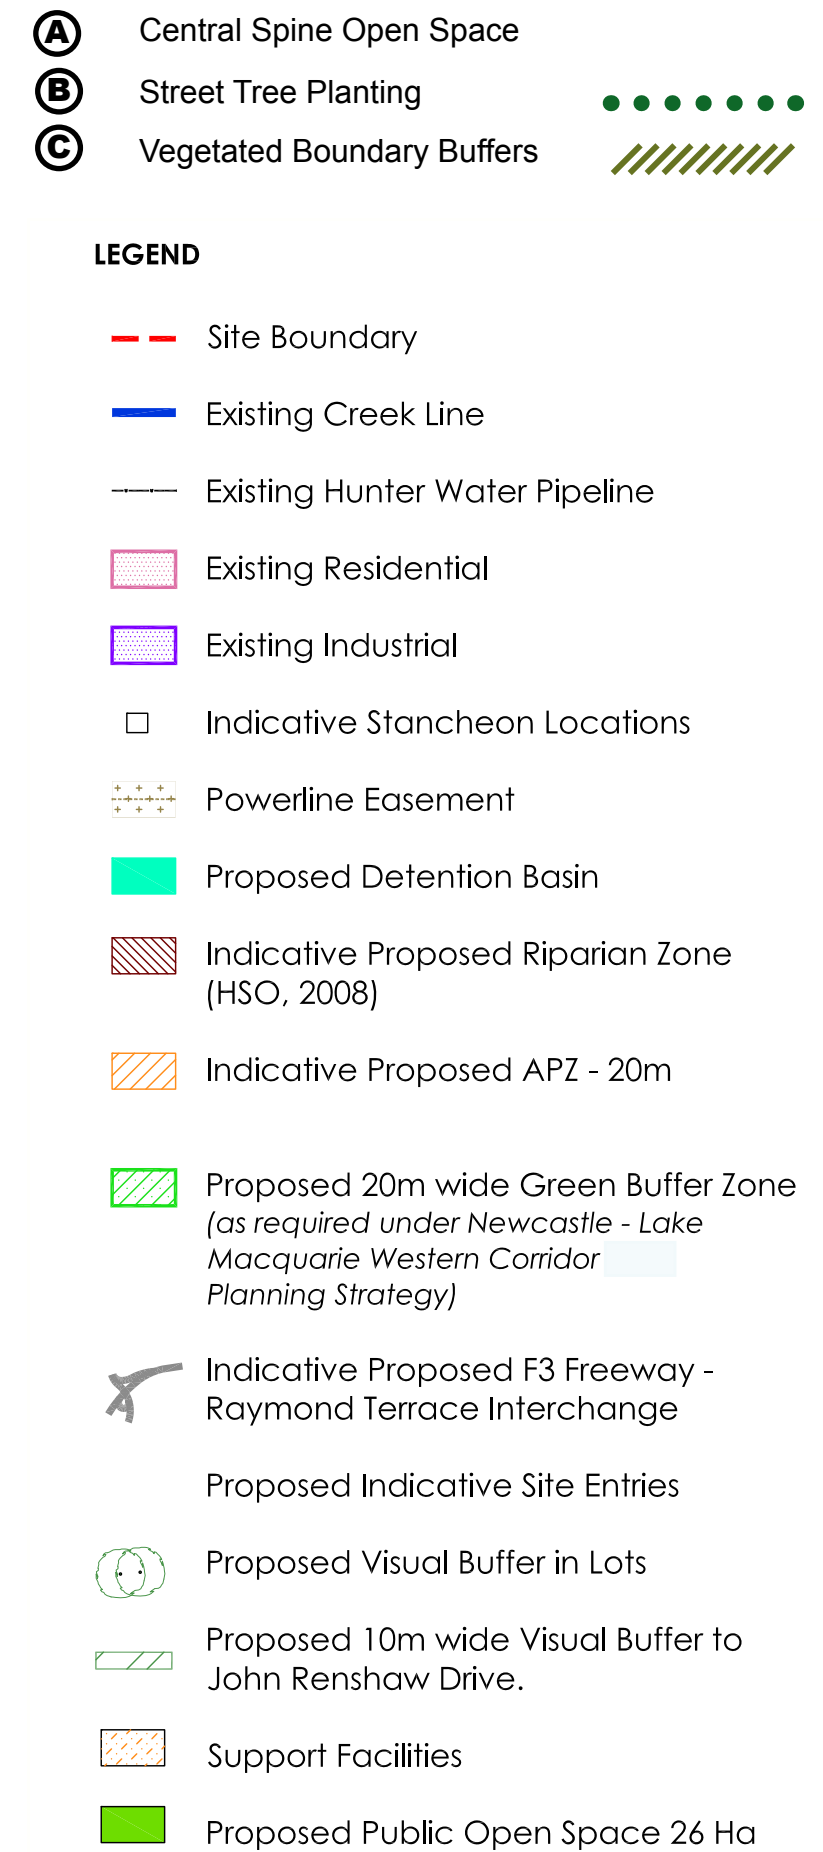 A Central Spine Open Space
B Street Tree Planting
C Vegetated Boundary Buffers
LEGEND
Site Boundary
Existing Creek Line
Existing Hunter Water Pipeline
Existing Residential
Existing Industrial
Indicative Stancheon Locations
Powerline Easement
Proposed Detention Basin
Indicative Proposed Riparian Zone
(HSO, 2008)
Indicative Proposed APZ - 20m
Proposed 20m wide Green Buffer Zone
(as required under Newcastle - Lake
Macquarie Western Corridor
Planning Strategy)
Indicative Proposed F3 Freeway -
Raymond Terrace Interchange
Proposed Indicative Site Entries
Proposed Visual Buffer in Lots
Proposed 10m wide Visual Buffer to
John Renshaw Drive.
Support Facilities
Proposed Public Open Space 26 Ha